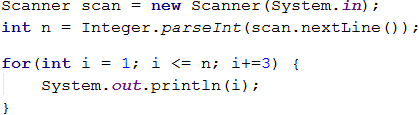 Scanner scan = new Scanner(System.in);
int n = Integer.parseInt(scan.nextLine());
for(int i = 1; i <= n; i+=3) {
    System.out.println(i);
}